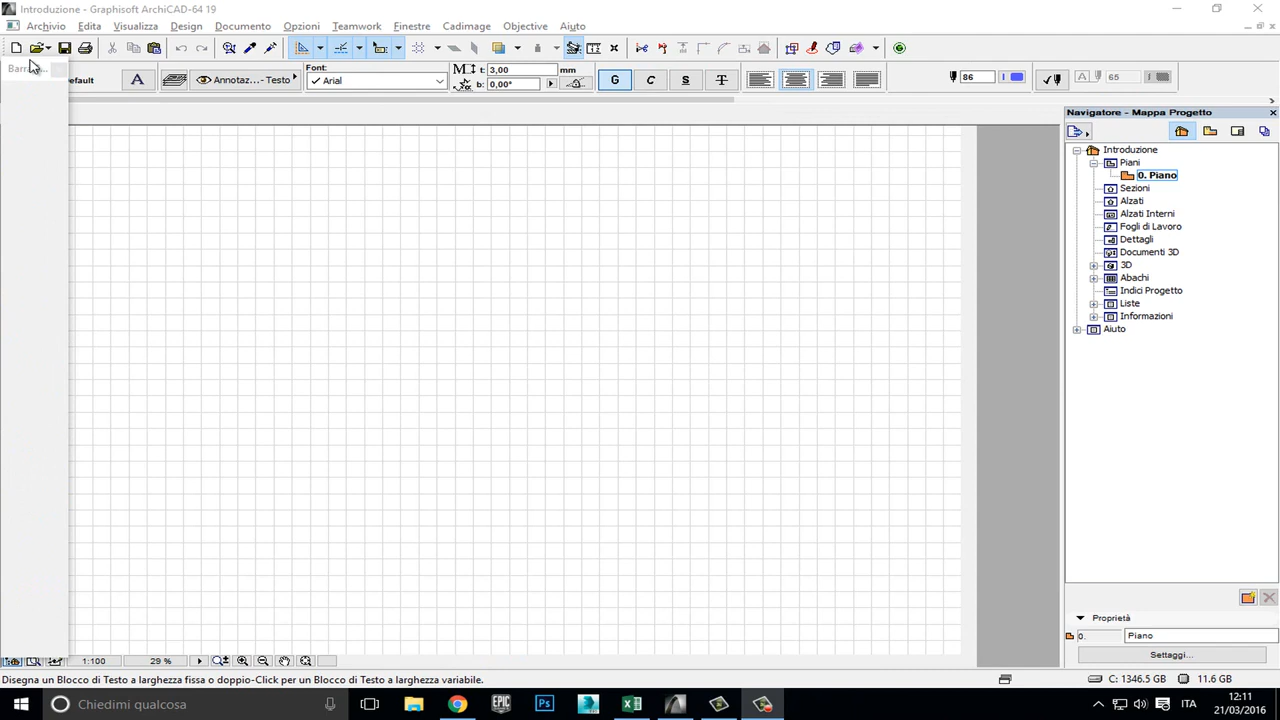 Introduzione - Graphisoft ArchiCAD-64 19
Archivio Edita Visualizza Design Documento Opzioni Teamwork Finestre Cadimage Objective Aiuto
Default
Annotaz... - Testo
Font:
Arial
t: 3,00 mm
b: 0,00°
G C S T
86
65
Navigatore - Mappa Progetto
Introduzione
Piani
0. Piano
Sezioni
Alzati
Alzati Interni
Fogli di Lavoro
Dettagli
Documenti 3D
3D
Abachi
Indici Progetto
Liste
Informazioni
Aiuto
Proprietà
0. Piano
Settaggi...
1:100 29 %
Disegna un Blocco di Testo a larghezza fissa o doppio-Click per un Blocco di Testo a larghezza variabile.
C: 1346.5 GB 11.6 GB
Chiedimi qualcosa
EPIC
Ps
ITA
12:11
21/03/2016